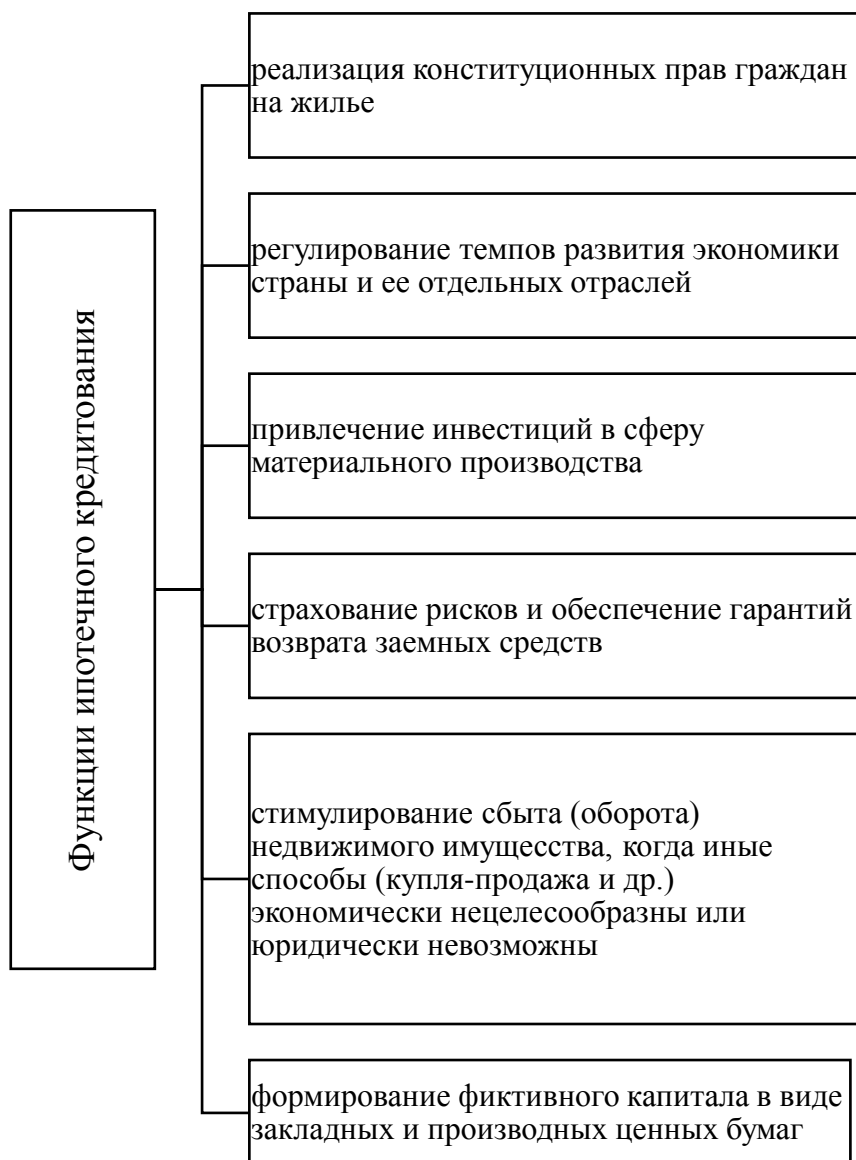 Функции ипотечного кредитования
реализация конституционных прав граждан
на жилье
регулирование темпов развития экономики
страны и ее отдельных отраслей
привлечение инвестиций в сферу
материального производства
страхование рисков и обеспечение гарантий
возврата заемных средств
стимулирование сбыта (оборота)
недвижимого имущесства, когда иные
способы (купля-продажа и др.)
экономически нецелесообразны или
юридически невозможны
формирование фиктивного капитала в виде
закладных и производных ценных бумаг